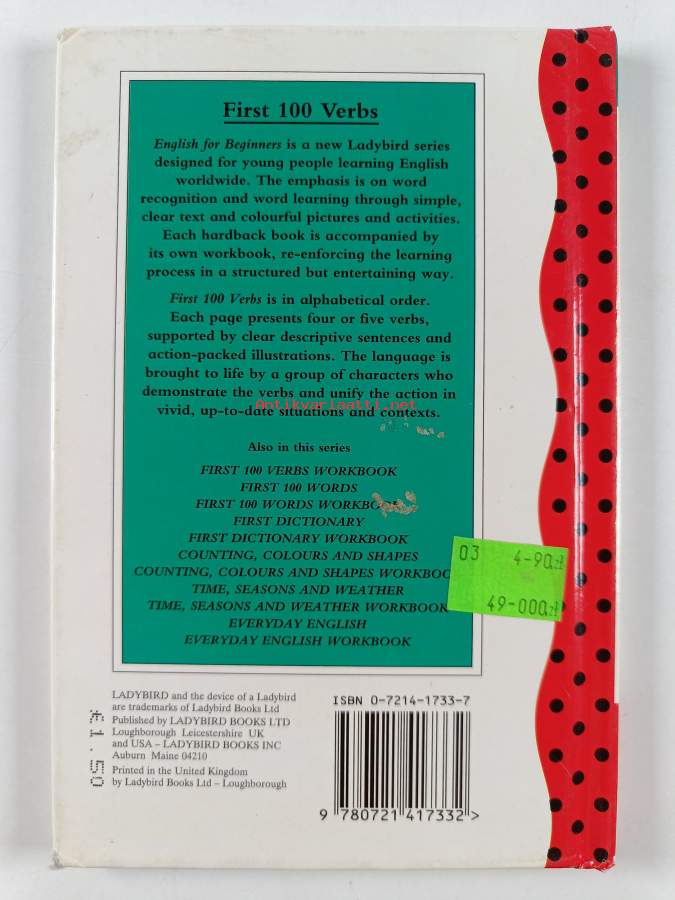 First 100 Verbs
English for Beginners is a new Ladybird series
designed for young people learning English
worldwide. The emphasis is on word
recognition and word learning through simple,
clear text and colourful pictures and activities.
Each hardback book is accompanied by
its own workbook, re-enforcing the learning
process in a structured but entertaining way.
First 100 Verbs is in alphabetical order.
Each page presents four or five verbs,
supported by clear descriptive sentences and
action-packed illustrations. The language is
brought to life by a group of characters who
demonstrate the verbs and unify the action in
Antikvariaatti.net
vivid, up-to-date situations and contexts.
Also in this series
FIRST 100 VERBS WORKBOOK
FIRST 100 WORDS
FIRST 100 WORDS WORKBOOK
FIRST DICTIONARY
FIRST DICTIONARY WORKBOOK
COUNTING, COLOURS AND SHAPES
COUNTING, COLOURS AND SHAPES WORKBOO
TIME, SEASONS AND WEATHER
TIME, SEASONS AND WEATHER WORKBOOK
EVERYDAY ENGLISH
EVERYDAY ENGLISH WORKBOOK
03 4-90zł
49-000zł
LADYBIRD and the device of a Ladybird
are trademarks of Ladybird Books Ltd
Published by LADYBIRD BOOKS LTD
Loughborough Leicestershire UK
and USA – LADYBIRD BOOKS INC
Auburn Maine 04210
Printed in the United Kingdom
by Ladybird Books Ltd – Loughborough
£1.50
ISBN 0-7214-1733-7
9 780721 417332 >